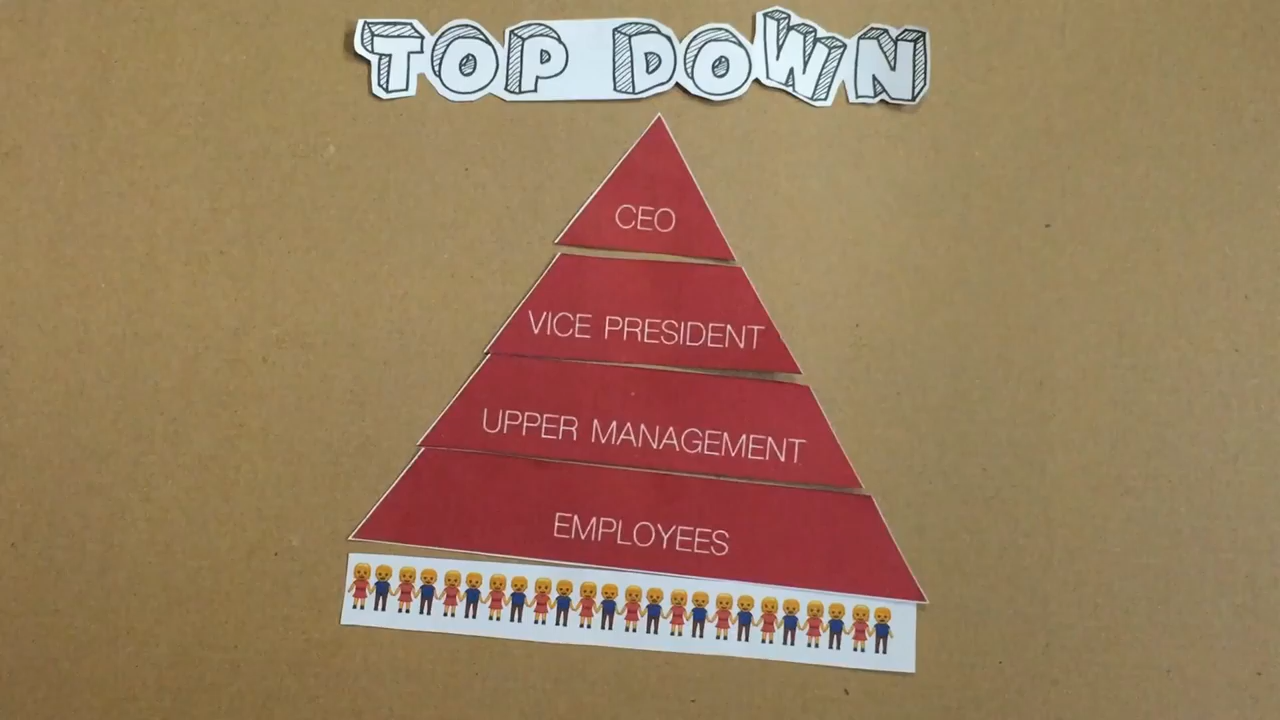 TOP DOWN
CEO
VICE PRESIDENT
UPPER MANAGEMENT
EMPLOYEES